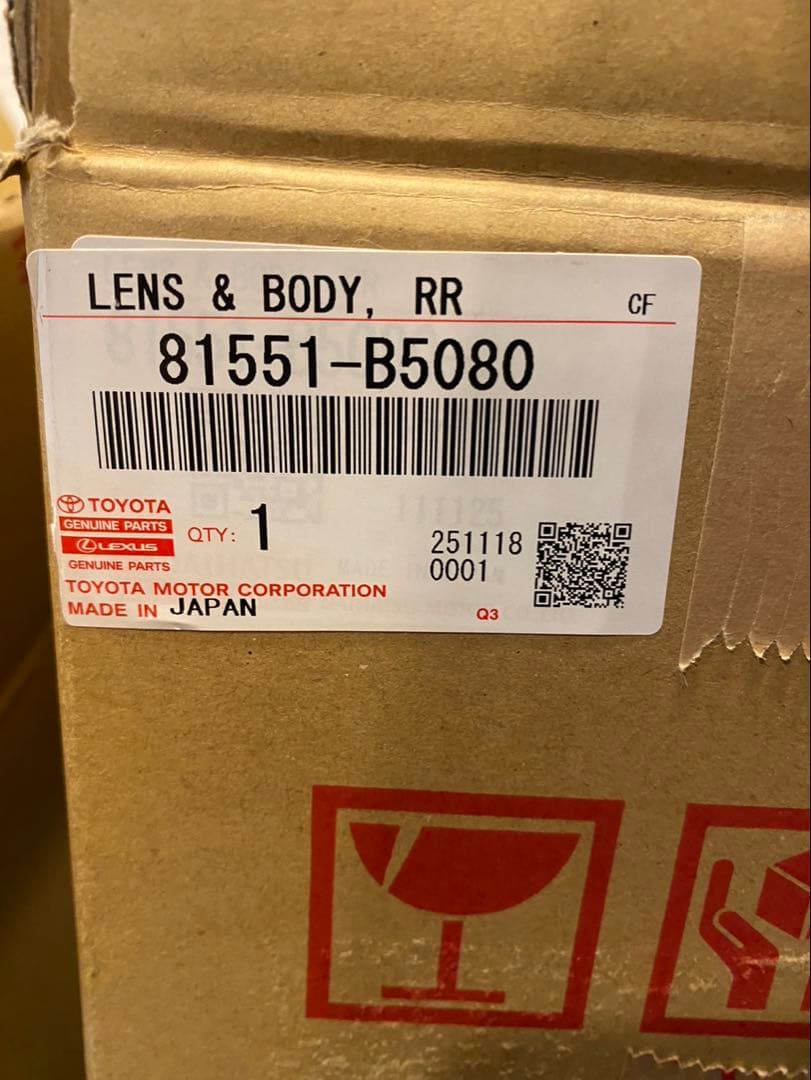 LENS & BODY, RR CF
81551-B5080
TOYOTA
GENUINE PARTS
LEXUS
GENUINE PARTS
QTY: 1
251118
0001
TOYOTA MOTOR CORPORATION
MADE IN JAPAN
Q3